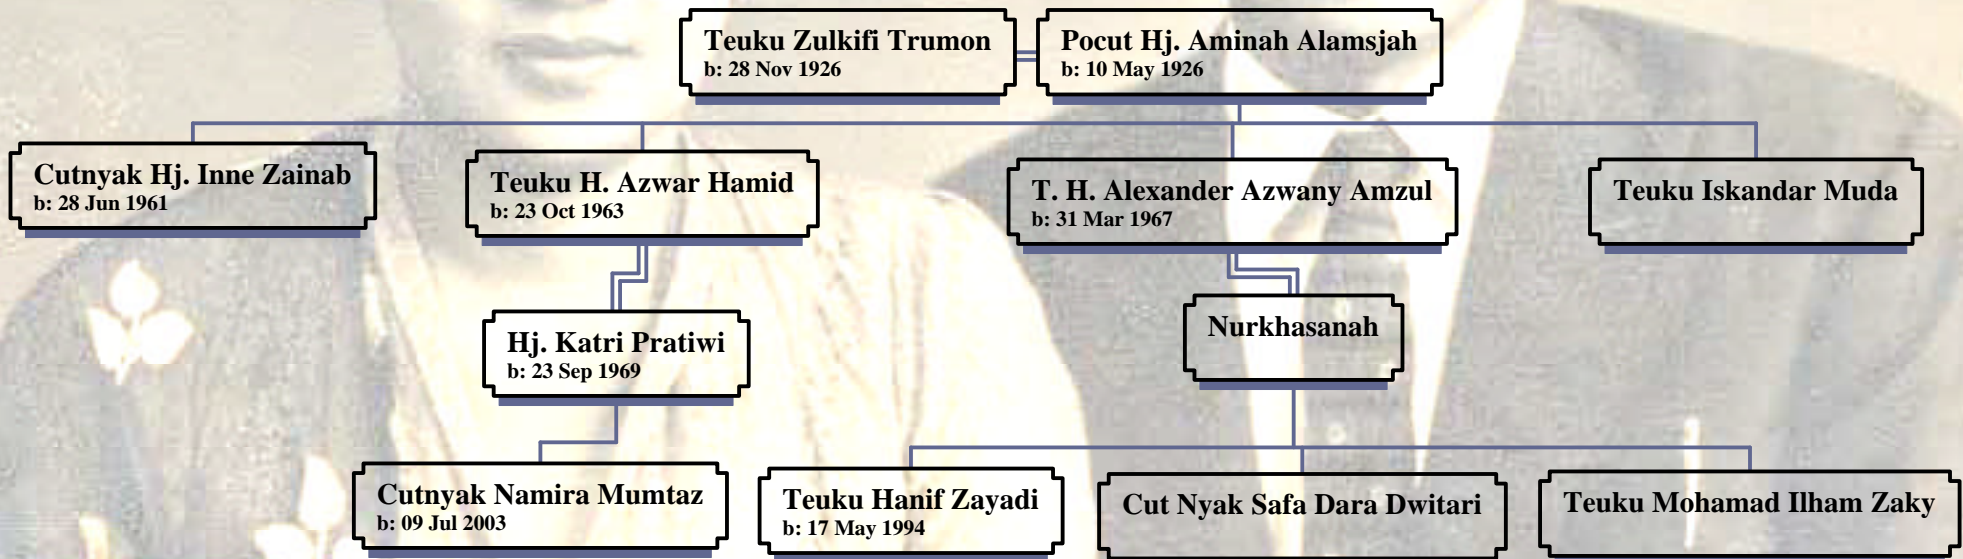 Teuku Zulkifi Trumon
b: 28 Nov 1926
Pocut Hj. Aminah Alamsjah
b: 10 May 1926
Cutnyak Hj. Inne Zainab
b: 28 Jun 1961
Teuku H. Azwar Hamid
b: 23 Oct 1963
T. H. Alexander Azwany Amzul
b: 31 Mar 1967
Teuku Iskandar Muda
Hj. Katri Pratiwi
b: 23 Sep 1969
Nurkhasanah
Cutnyak Namira Mumtaz
b: 09 Jul 2003
Teuku Hanif Zayadi
b: 17 May 1994
Cut Nyak Safa Dara Dwitari
Teuku Mohamad Ilham Zaky